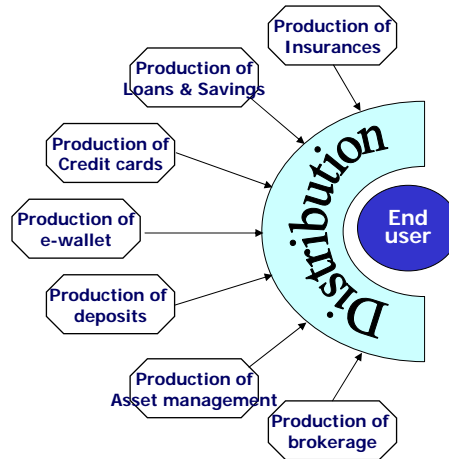 Production of
Insurances
Production of
Loans & Savings
Production of
Credit cards
Production of
e-wallet
Production of
deposits
Production of
Asset management
Production of
brokerage
Distribution
End
user